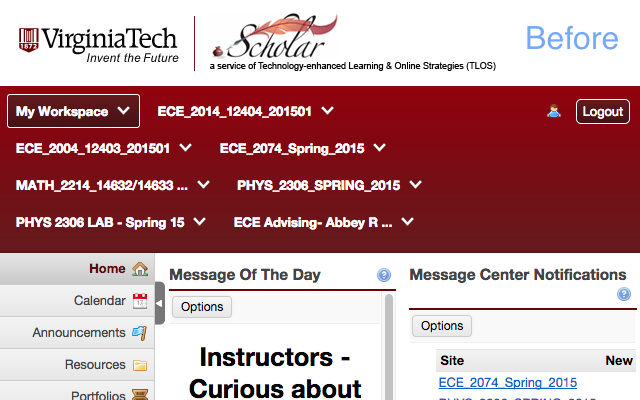 1872 VirginiaTech
Invent the Future
Scholar
a service of Technology-enhanced Learning & Online Strategies (TLOS)
Before
My Workspace ECE_2014_12404_201501 Logout
ECE_2004_12403_201501 ECE_2074_Spring_2015
MATH_2214_14632/14633 ... PHYS_2306_SPRING_2015
PHYS 2306 LAB - Spring 15 ECE Advising- Abbey R ...
Home
Calendar
Announcements
Resources
Portfolios
Message Of The Day
Options
Instructors -
Curious about
Message Center Notifications
Options
Site New
ECE_2074_Spring_2015
PHYS_2306_SPRING_2015